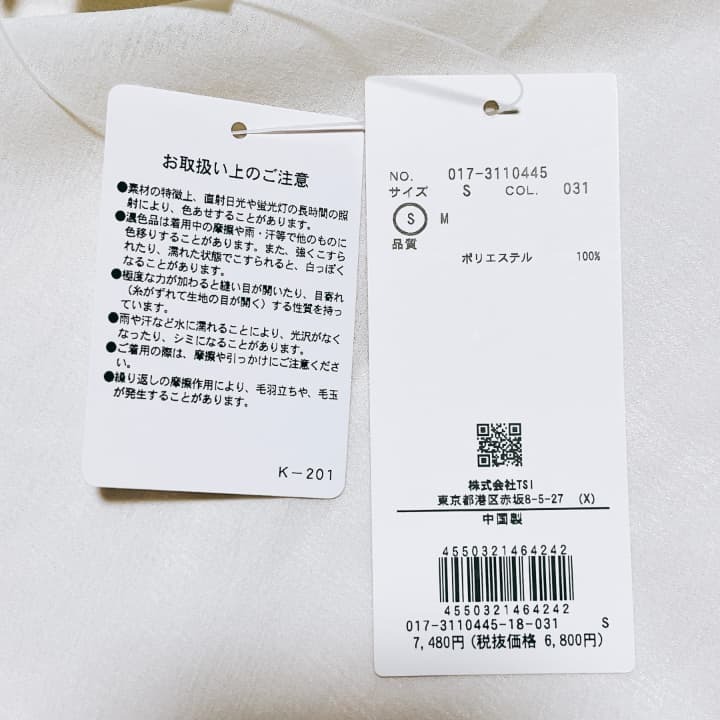 お取扱い上のご注意
●素材の特徴上、直射日光や蛍光灯の長時間の照
射により、色あせすることがあります。
●濃色品は着用中の摩擦や雨・汗等で他のものに
色移りすることがあります。また、強くこすら
れたり、濡れた状態でこすられると、白っぽく
なることがあります。
●極度な力が加わると縫い目が開いたり、目寄れ
(糸がずれて生地の目が開く)する性質を持っ
ています。
●雨や汗など水に濡れることにより、光沢がなく
なったり、シミになることがあります。
●ご着用の際は、摩擦や引っかけにご注意くださ
い。
●繰り返しの摩擦作用により、毛羽立ちや、毛玉
が発生することがあります。
K-201
NO. 017-3110445
サイズ S COL. 031
S M
品質
ポリエステル 100%
株式会社TSI
東京都港区赤坂8-5-27 (X)
中国製
4550321464242
4550321464242
017-3110445-18-031 S
7,480円(税抜価格 6,800円)